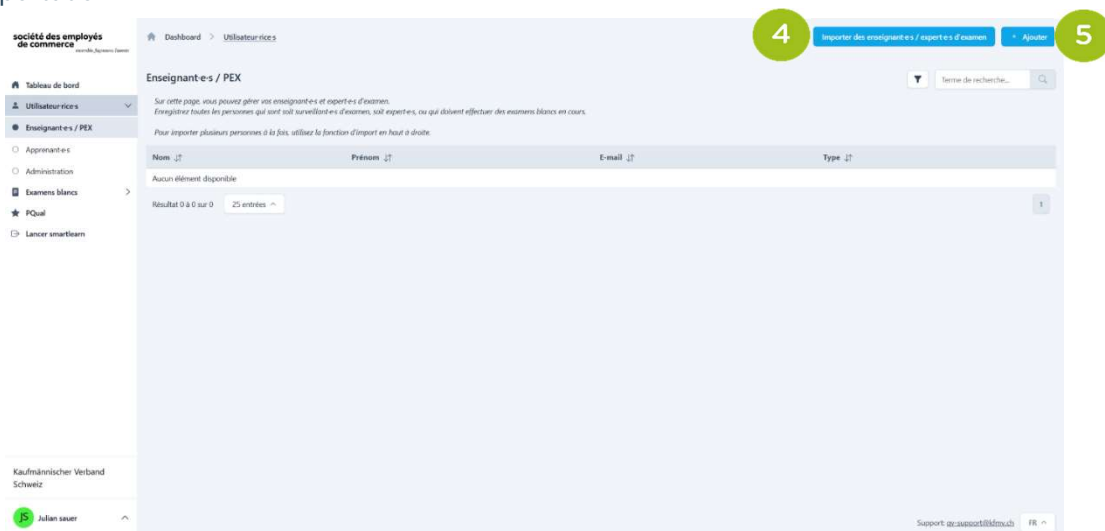 société des employés
de commerce
Dashboard > Utilisateur·rice·s
4
Importer des enseignant·e·s / expert·e·s d'examen
+ Ajouter
5
Tableau de bord
Utilisateur·rice·s
Enseignant·e·s / PEX
Apprenant·e·s
Administration
Examens blancs
PQual
Lancer smartlearn
Enseignant·e·s / PEX
Terme de recherche...
Sur cette page, vous pouvez gérer vos enseignant·e·s et expert·e·s d'examen.
Enregistrez toutes les personnes qui sont soit surveillant·e·s d'examen, soit expert·e·s, ou qui doivent effectuer des examens blancs en cours.
Pour importer plusieurs personnes à la fois, utilisez la fonction d'import en haut à droite.
Nom Prénom E-mail Type
Aucun élément disponible
Résultat 0 à 0 sur 0 25 entrées 1
Kaufmännischer Verband
Schweiz
JS Julian sauer
Support: qv-support@kfmv.ch FR